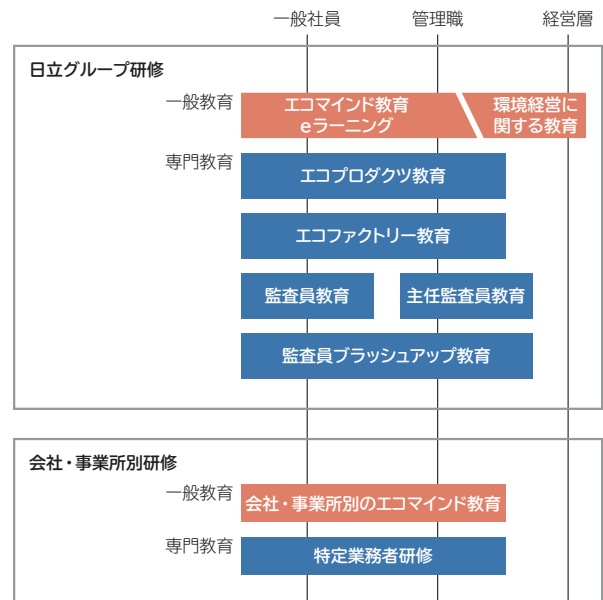 一般社員 管理職 経営層
日立グループ研修
一般教育
エコマインド教育
eラーニング
環境経営に
関する教育
専門教育
エコプロダクツ教育
エコファクトリー教育
監査員教育
主任監査員教育
監査員ブラッシュアップ教育
会社・事業所別研修
一般教育
会社・事業所別のエコマインド教育
専門教育
特定業務者研修